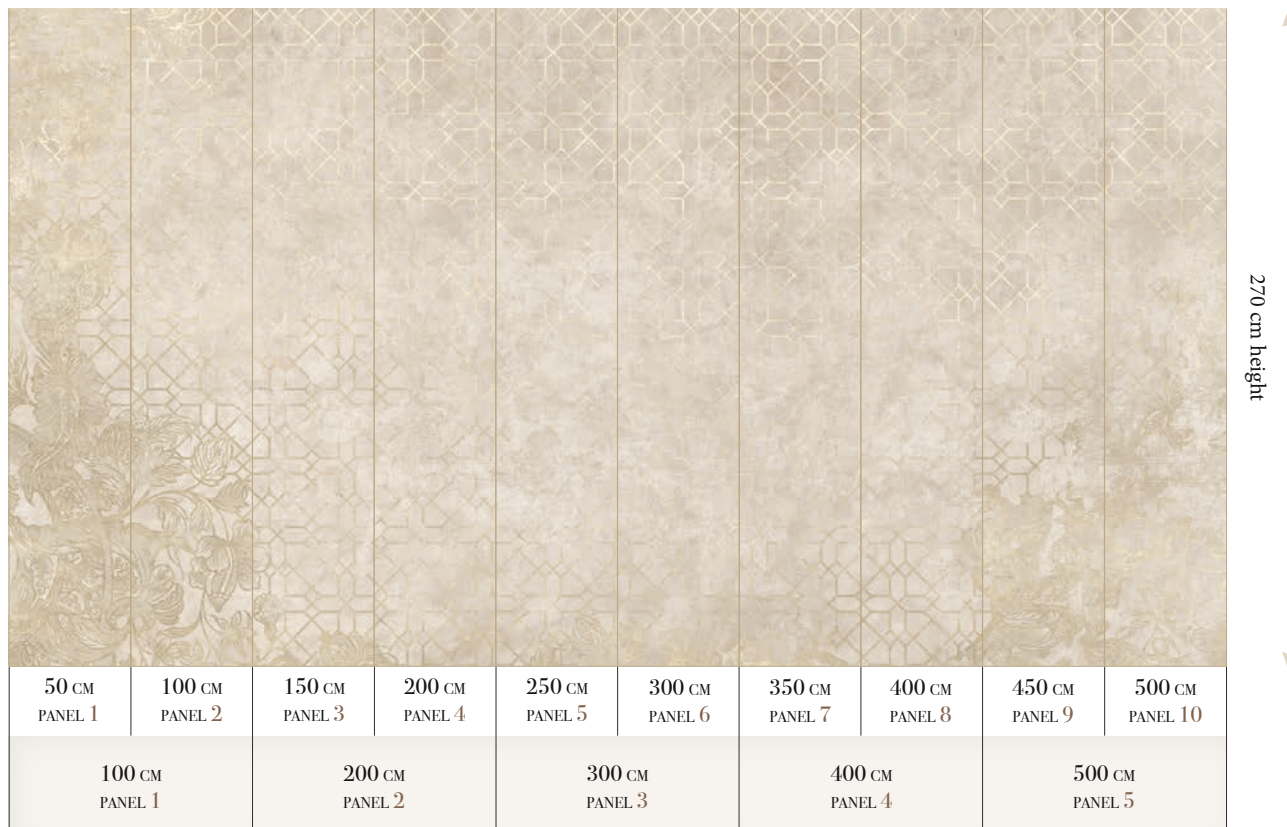 270 cm height
50 CM
PANEL 1
100 CM
PANEL 2
150 CM
PANEL 3
200 CM
PANEL 4
250 CM
PANEL 5
300 CM
PANEL 6
350 CM
PANEL 7
400 CM
PANEL 8
450 CM
PANEL 9
500 CM
PANEL 10
100 CM
PANEL 1
200 CM
PANEL 2
300 CM
PANEL 3
400 CM
PANEL 4
500 CM
PANEL 5